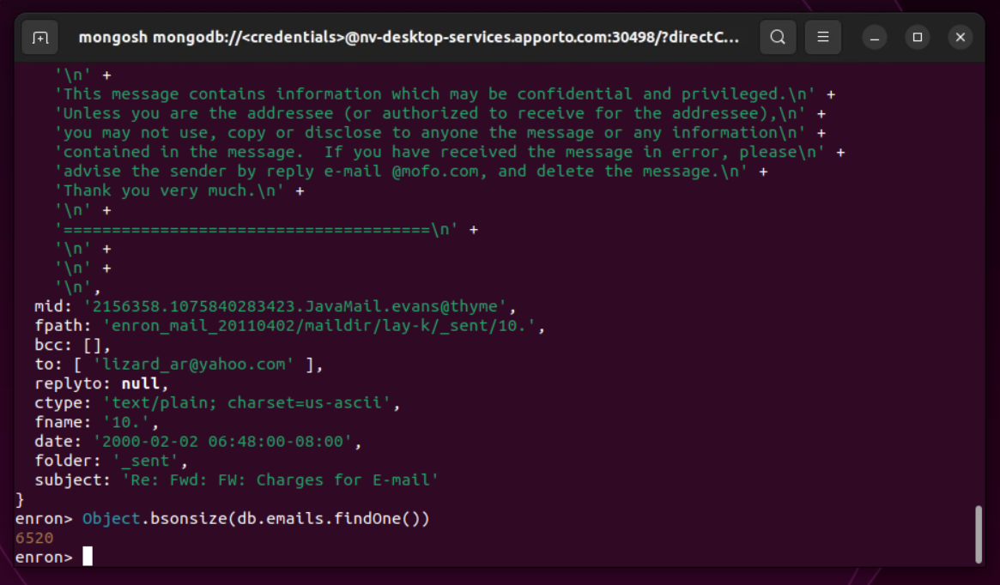 mongosh mongodb://<credentials>@nv-desktop-services.apporto.com:30498/?directC...
'\n' +
'This message contains information which may be confidential and privileged.\n' +
'Unless you are the addressee (or authorized to receive for the addressee),\n' +
'you may not use, copy or disclose to anyone the message or any information\n' +
'contained in the message.  If you have received the message in error, please\n' +
'advise the sender by reply e-mail @mofo.com, and delete the message.\n' +
'Thank you very much.\n' +
'\n' +
'======================================\n' +
'\n' +
'\n' +
'\n',
mid: '2156358.1075840283423.JavaMail.evans@thyme',
fpath: 'enron_mail_20110402/maildir/lay-k/_sent/10.',
bcc: [],
to: [ 'lizard_ar@yahoo.com' ],
replyto: null,
ctype: 'text/plain; charset=us-ascii',
fname: '10.',
date: '2000-02-02 06:48:00-08:00',
folder: '_sent',
subject: 'Re: Fwd: FW: Charges for E-mail'
}
enron> Object.bsonsize(db.emails.findOne())
6520
enron>